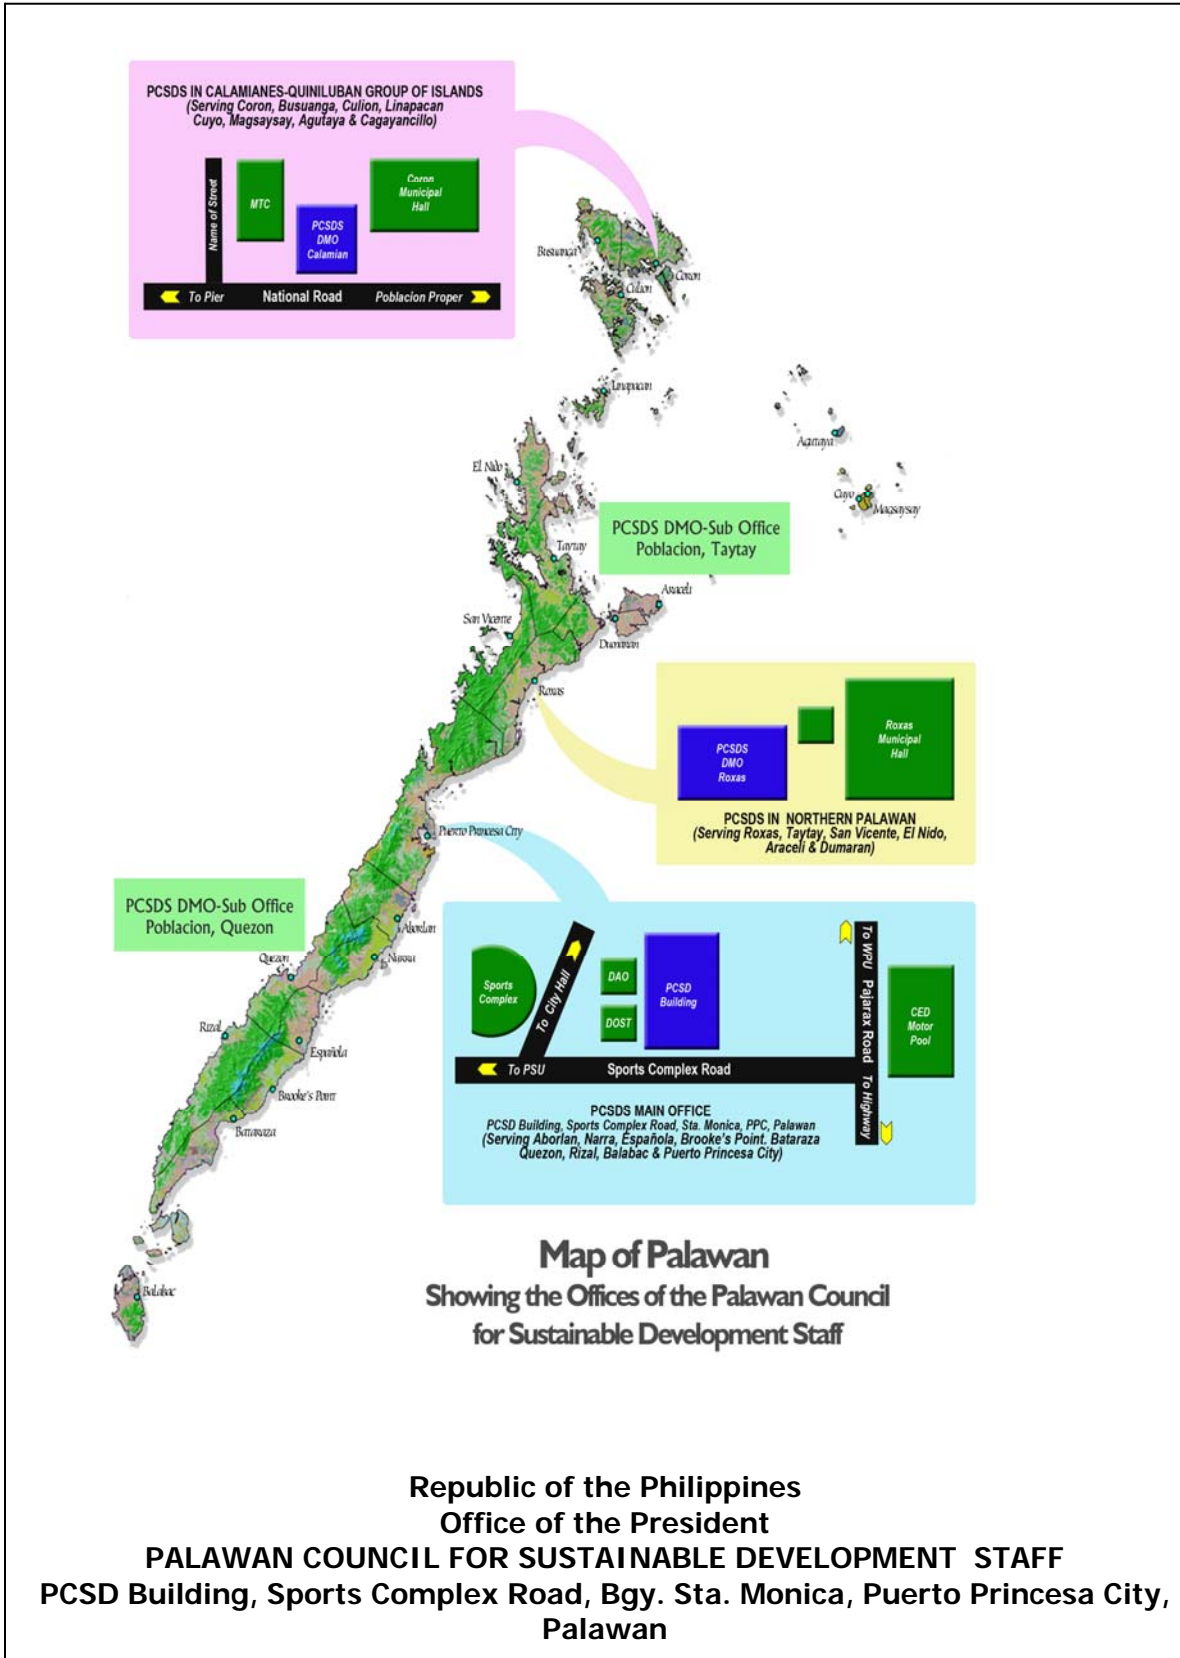 PCSDS IN CALAMIANES-QUINILUBAN GROUP OF ISLANDS
(Serving Coron, Busuanga, Culion, Linapacan
Cuyo, Magsaysay, Agutaya & Cagayancillo)
Name of Street
MTC
PCSDS
DMO
Calamian
Coron
Municipal
Hall
To Pier
National Road
Poblacion Proper
Busuanga
Coron
Culion
Linapacan
Agutaya
Cuyo
Magsaysay
El Nido
PCSDS DMO-Sub Office
Poblacion, Taytay
Taytay
Araceli
San Vicente
Dumaran
Roxas
PCSDS
DMO
Roxas
Roxas
Municipal
Hall
PCSDS IN NORTHERN PALAWAN
(Serving Roxas, Taytay, San Vicente, El Nido,
Araceli & Dumaran)
Puerto Princesa City
PCSDS DMO-Sub Office
Poblacion, Quezon
Aborlan
Narra
Quezon
Rizal
Española
Brooke's Point
Bataraza
Balabac
Sports
Complex
To City Hall
DAO
DOST
PCSD
Building
To WPU
Pajarax Road
To Highway
CED
Motor
Pool
To PSU
Sports Complex Road
PCSDS MAIN OFFICE
PCSD Building, Sports Complex Road, Sta. Monica, PPC, Palawan
(Serving Aborlan, Narra, Española, Brooke's Point. Bataraza
Quezon, Rizal, Balabac & Puerto Princesa City)
Map of Palawan
Showing the Offices of the Palawan Council
for Sustainable Development Staff
Republic of the Philippines
Office of the President
PALAWAN COUNCIL FOR SUSTAINABLE DEVELOPMENT STAFF
PCSD Building, Sports Complex Road, Bgy. Sta. Monica, Puerto Princesa City,
Palawan